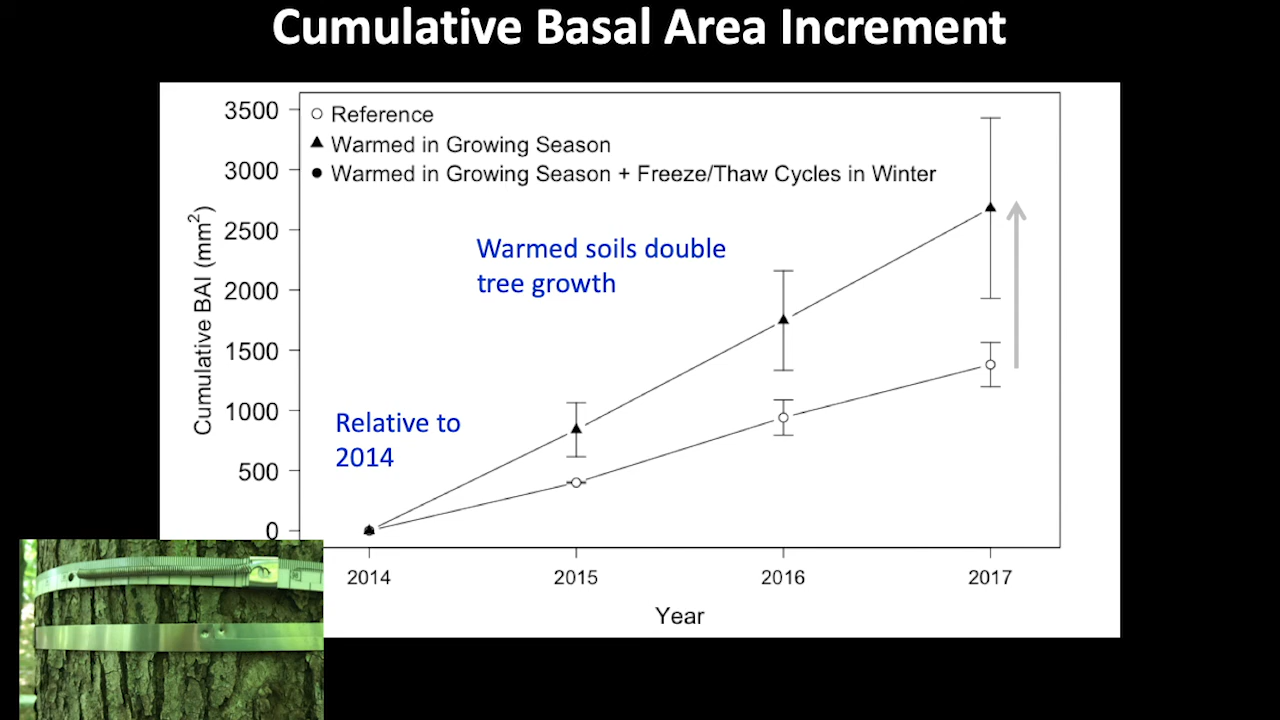 Cumulative Basal Area Increment
3500
3000
2500
2000
1500
1000
500
0
Cumulative BAI (mm²)
Reference
Warmed in Growing Season
Warmed in Growing Season + Freeze/Thaw Cycles in Winter
Warmed soils double
tree growth
Relative to
2014
2014 2015 2016 2017
Year